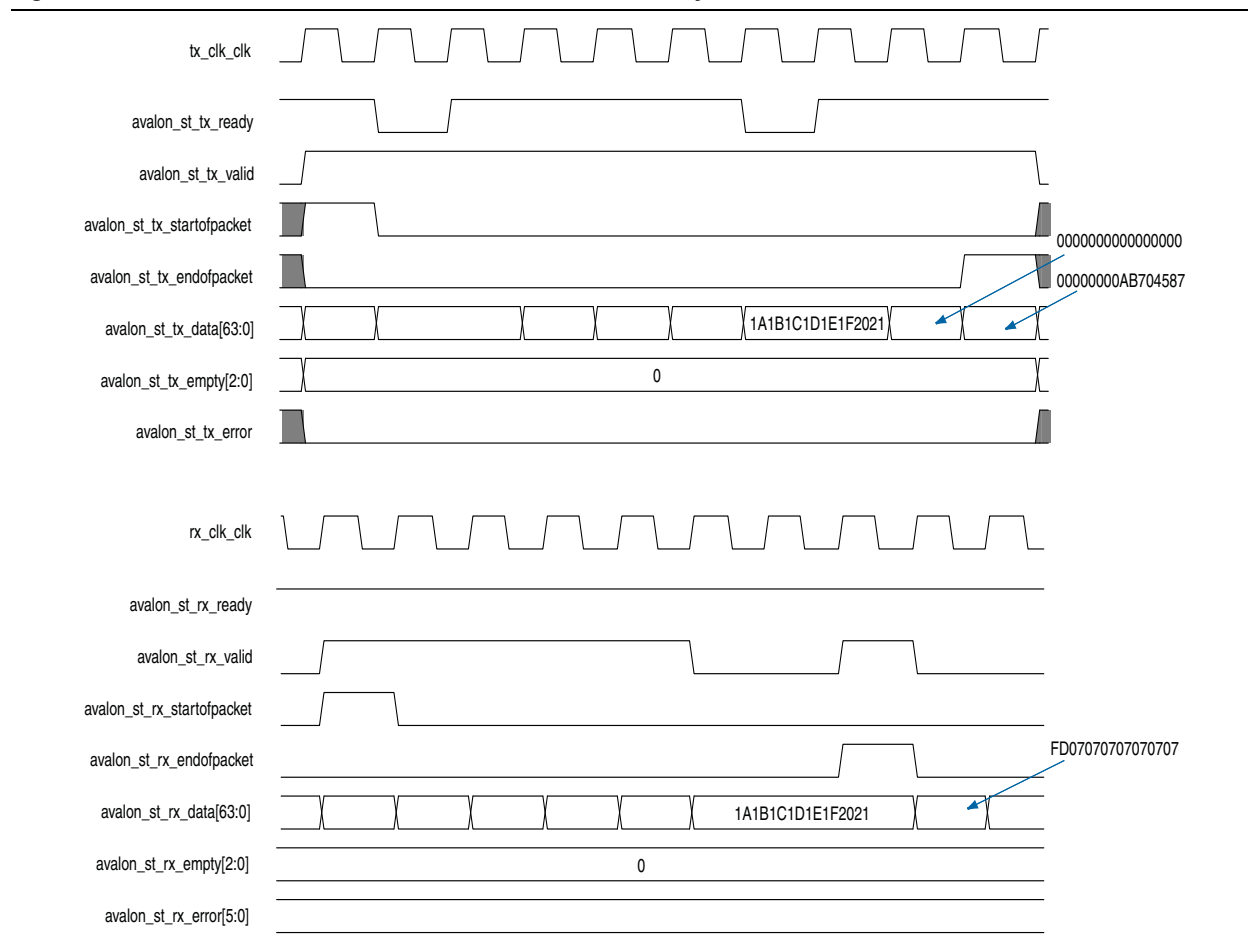 tx_clk_clk
avalon_st_tx_ready
avalon_st_tx_valid
avalon_st_tx_startofpacket
0000000000000000
avalon_st_tx_endofpacket
00000000AB704587
avalon_st_tx_data[63:0]
1A1B1C1D1E1F2021
avalon_st_tx_empty[2:0]
0
avalon_st_tx_error
rx_clk_clk
avalon_st_rx_ready
avalon_st_rx_valid
avalon_st_rx_startofpacket
avalon_st_rx_endofpacket
FD07070707070707
avalon_st_rx_data[63:0]
1A1B1C1D1E1F2021
avalon_st_rx_empty[2:0]
0
avalon_st_rx_error[5:0]